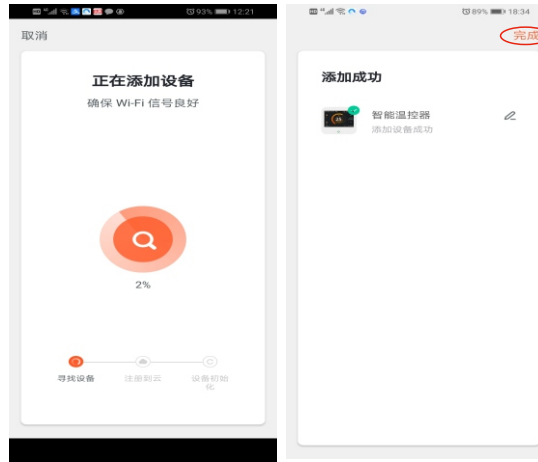 93% 12:21
取消
正在添加设备
确保 Wi-Fi 信号良好
2%
寻找设备
注册到云
设备初始
化
89% 18:34
完成
添加成功
智能温控器
添加设备成功